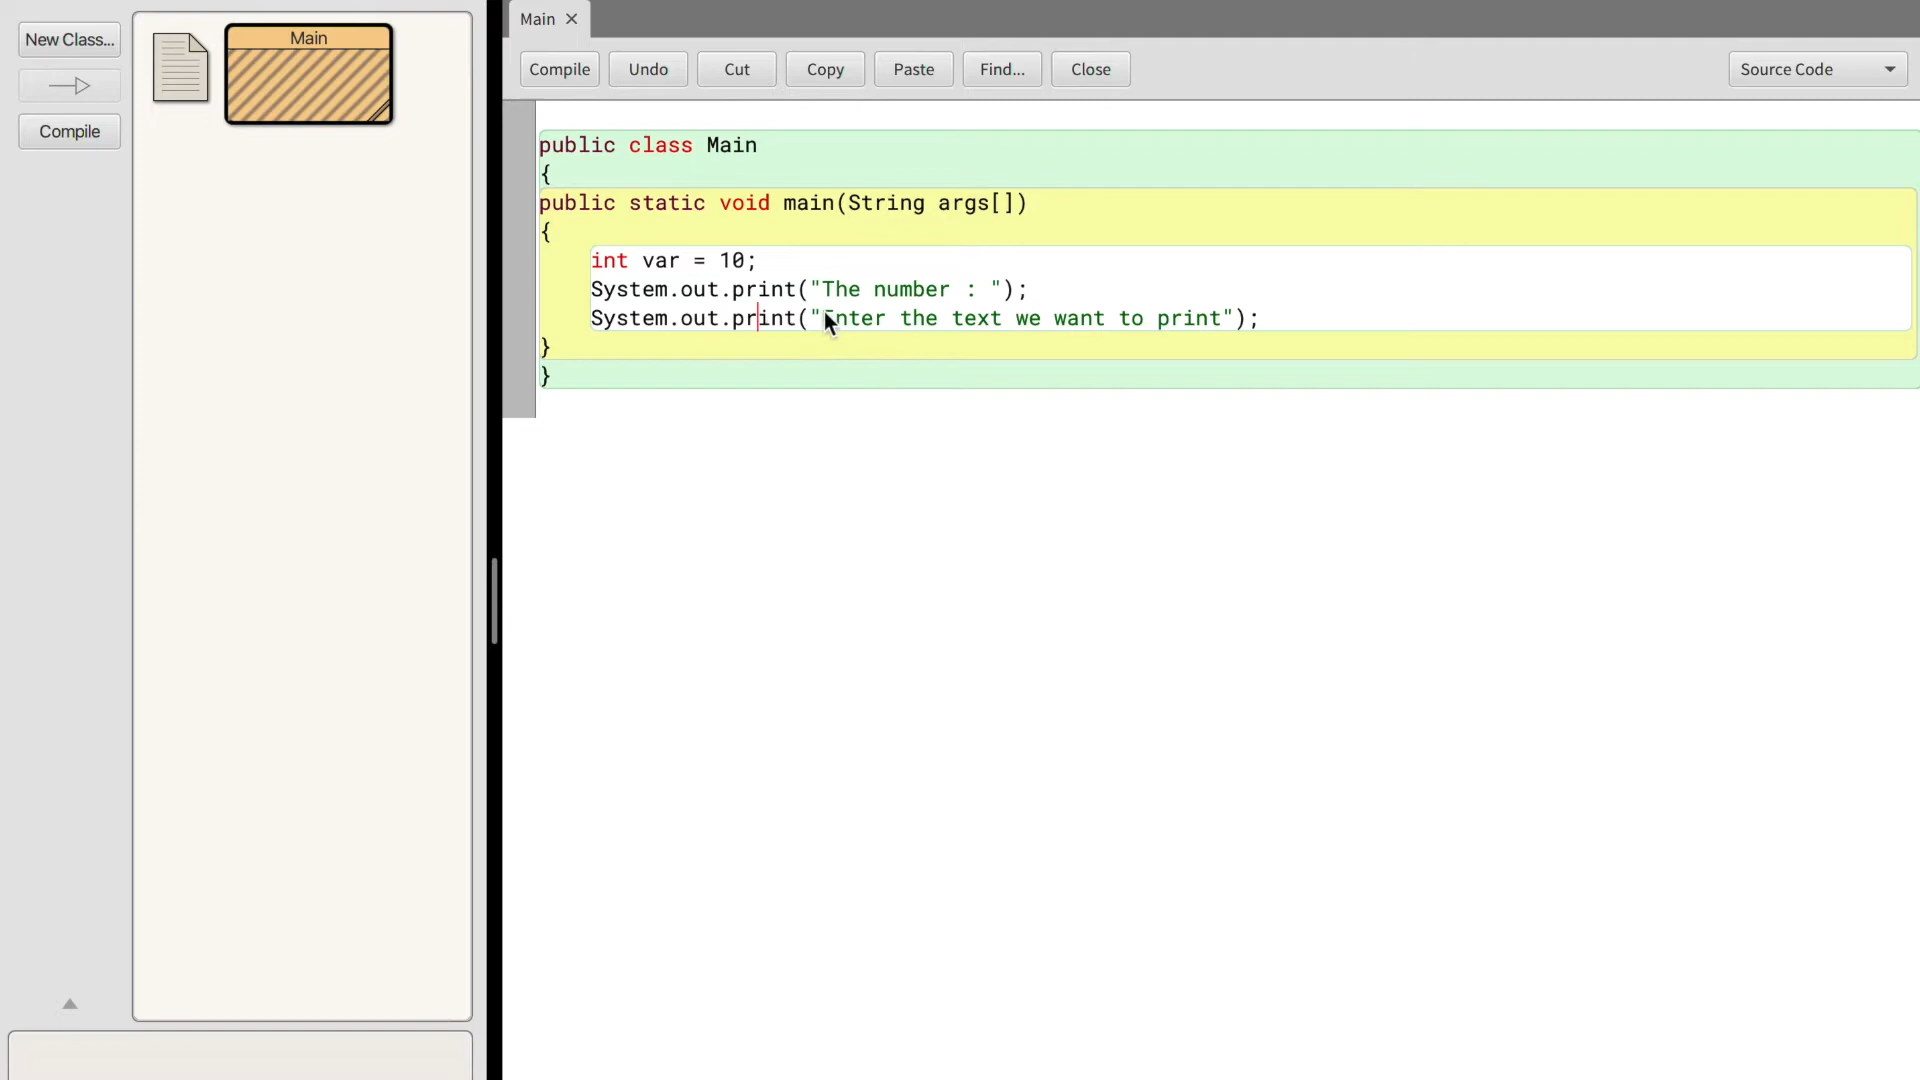 New Class...
Compile
Main
Main
Compile Undo Cut Copy Paste Find... Close Source Code
public class Main
{
public static void main(String args[])
{
int var = 10;
System.out.print("The number : ");
System.out.print("Enter the text we want to print");
}
}